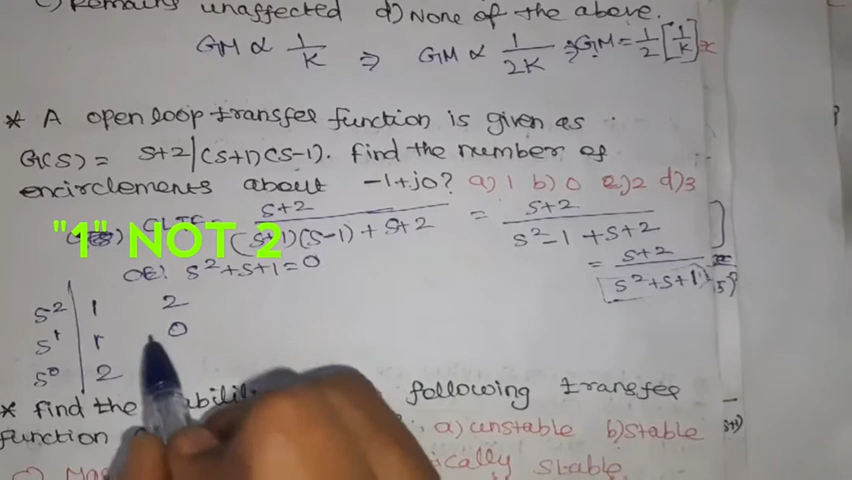 c) Remains unaffected d) None of the above.
GM ∝ 1/K ⇒ GM ∝ 1/2K ⇒ GM = 1/2 [1/K] x
* A open loop transfer function is given as
G(s) = s+2 | (s+1) (s-1). find the number of
encirclements about -1+j0? a) 1 b) 0 c) 2 d) 3
s+2 / (s+1)(s-1) + s+2 = s+2 / s²-1 + s+2
"1" NOT 2
CE: s²+s+1=0 = s+2 / s²+s+1
s² | 1 2
s¹ | 1 0
s⁰ | 2
* find the following transfer
function a) unstable b) stable
stable